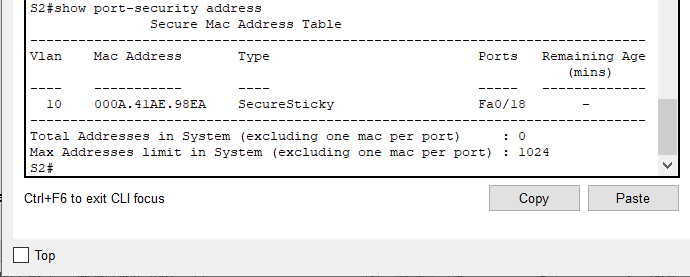 S2#show port-security address
Secure Mac Address Table
-----------------------------------------------------------------------------
Vlan    Mac Address       Type                          Ports   Remaining Age
                                                                   (mins)
----    -----------       ----                          -----   -------------
  10    000A.41AE.98EA    SecureSticky                  Fa0/18       -
-----------------------------------------------------------------------------
Total Addresses in System (excluding one mac per port)     : 0
Max Addresses limit in System (excluding one mac per port) : 1024
S2#
Ctrl+F6 to exit CLI focus    Copy    Paste
Top